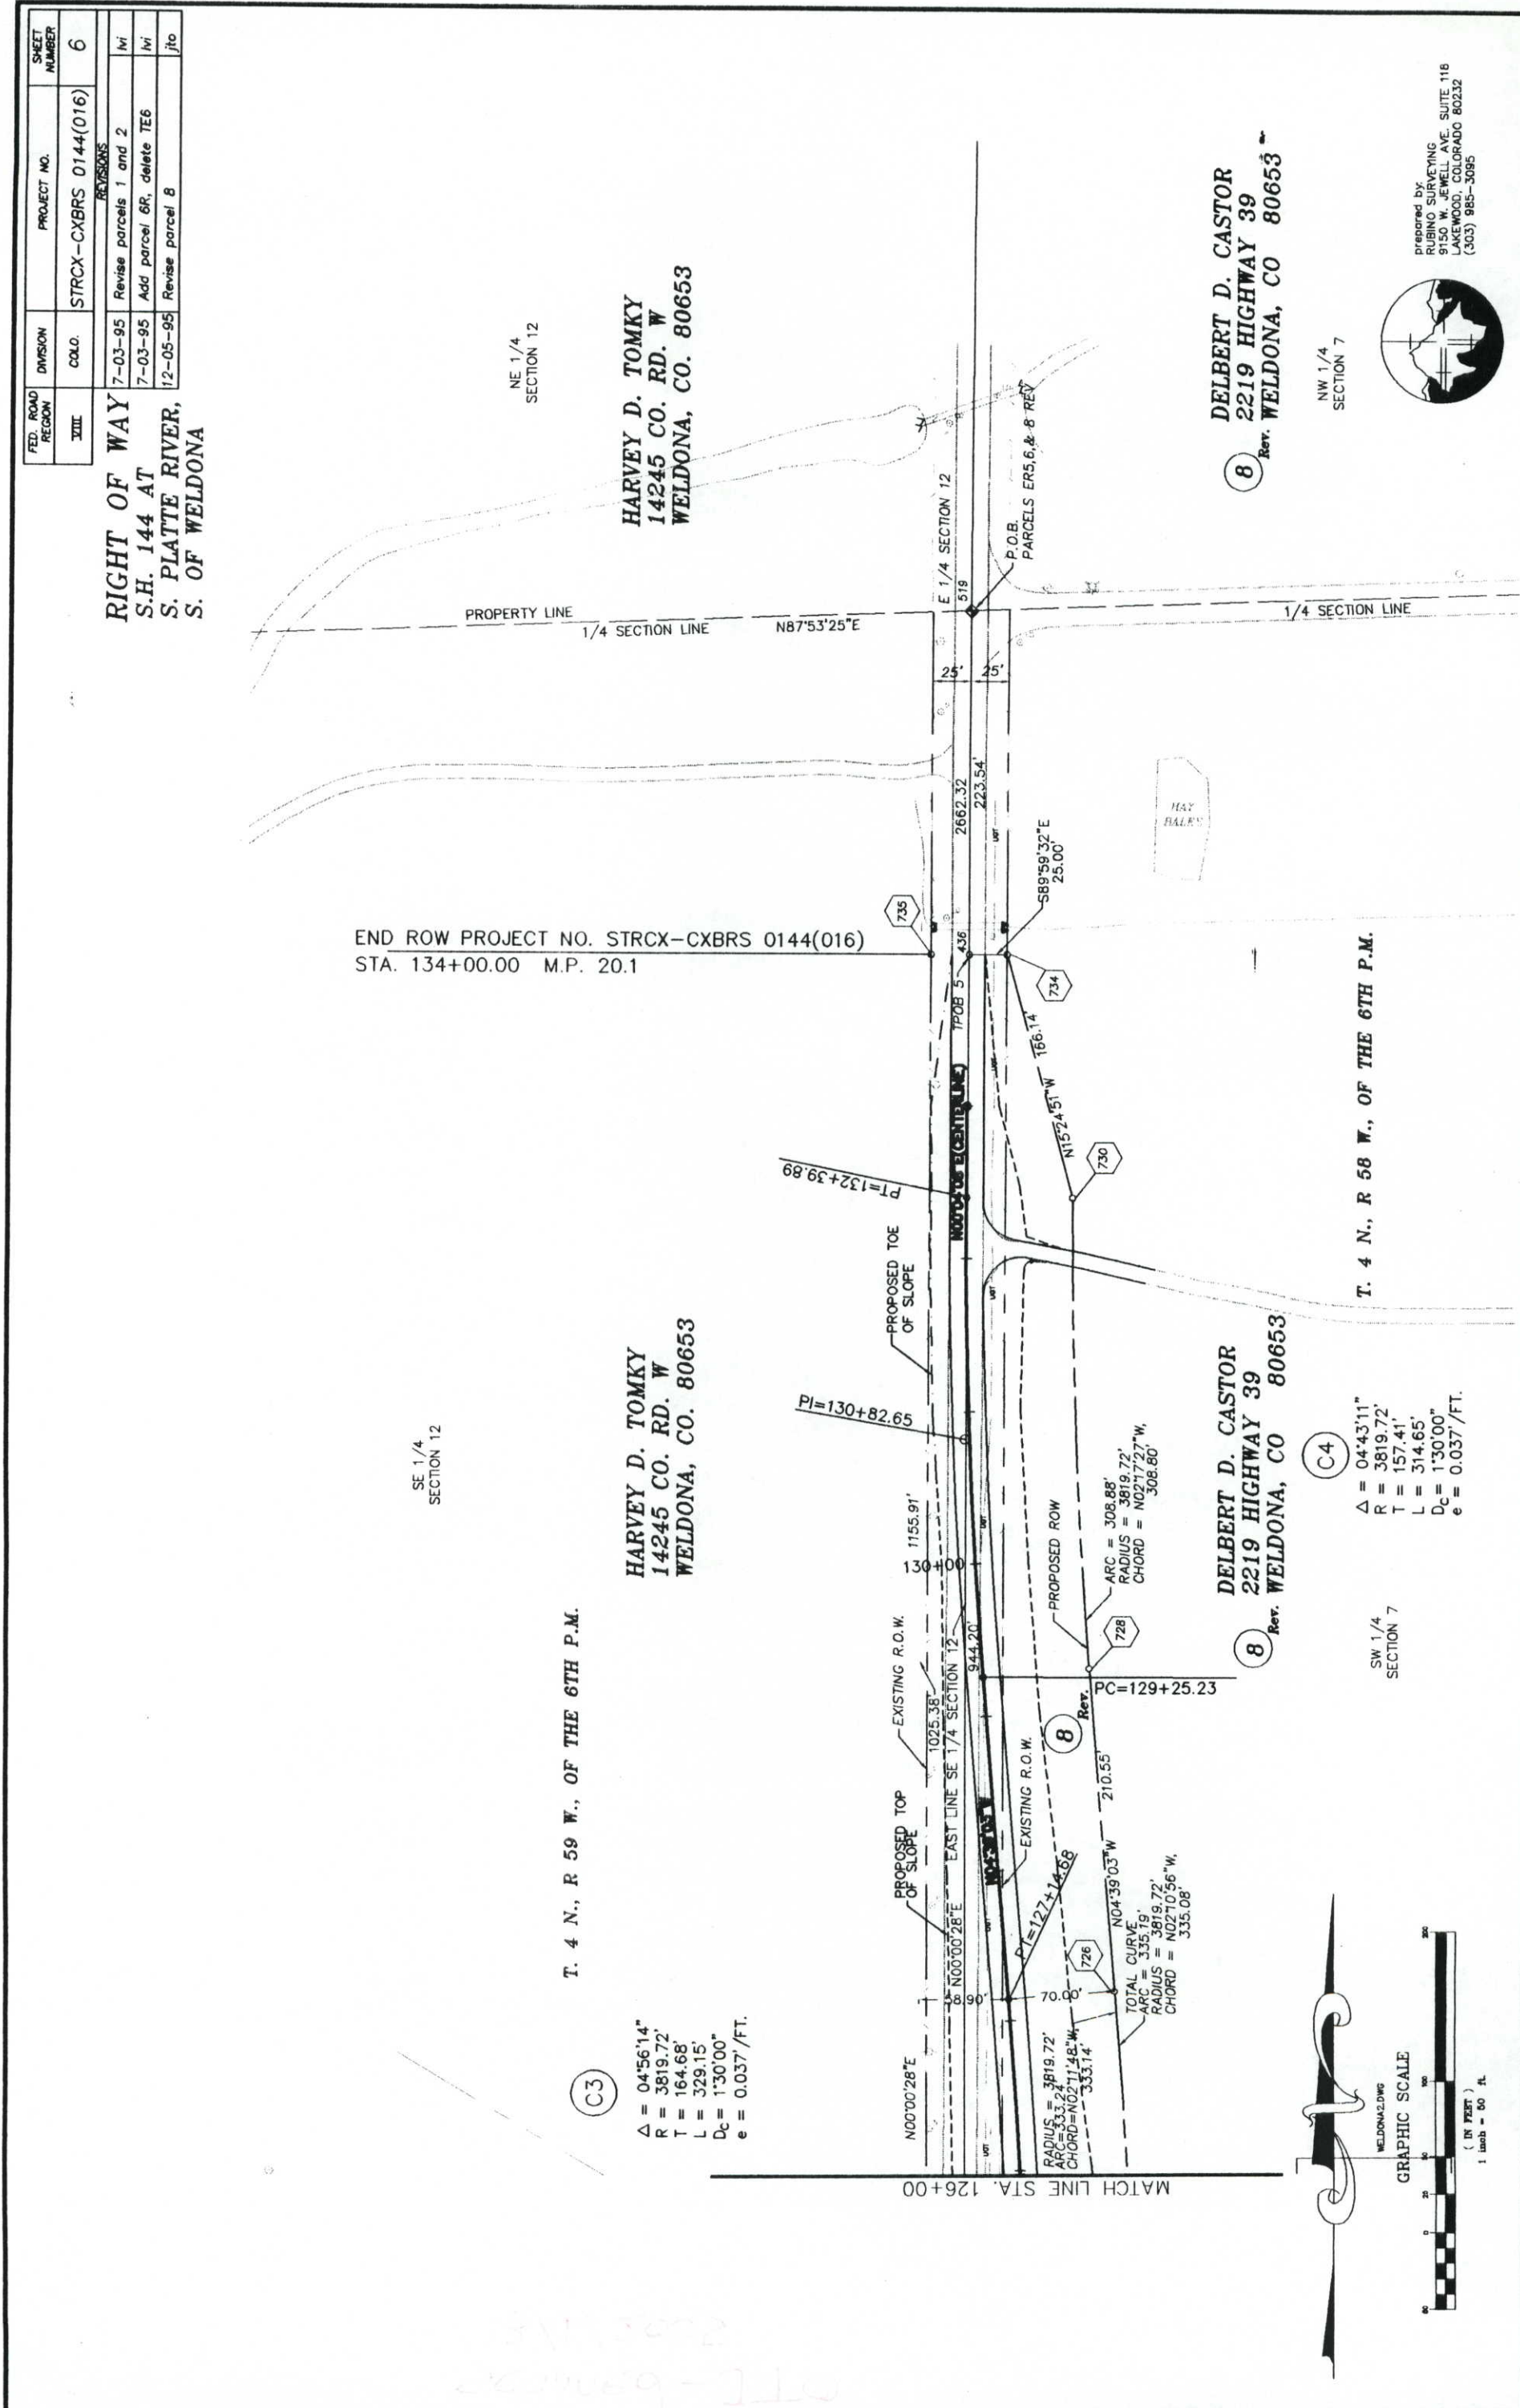 FED. ROAD REGION
DIVISION
PROJECT NO.
SHEET NUMBER
VIII
COLO.
STRCX-CXBRS 0144(016)
6
REVISIONS
7-03-95 Revise parcels 1 and 2 lvi
7-03-95 Add parcel 6R, delete TE6 lvi
12-05-95 Revise parcel 8 jto
RIGHT OF WAY
S.H. 144 AT
S. PLATTE RIVER,
S. OF WELDONA
NE 1/4
SECTION 12
HARVEY D. TOMKY
14245 CO. RD. W
WELDONA, CO. 80653
PROPERTY LINE
1/4 SECTION LINE
N87°53'25"E
E 1/4 SECTION 12
519
P.O.B.
PARCELS ER5,6,& 8 REV
1/4 SECTION LINE
DELBERT D. CASTOR
2219 HIGHWAY 39
8 Rev. WELDONA, CO 80653
NW 1/4
SECTION 7
prepared by:
RUBINO SURVEYING
9150 W. JEWELL AVE. SUITE 118
LAKEWOOD, COLORADO 80232
(303) 985-3095
25'
25'
2662.32
223.54'
UGT
HAY
BALES
S89°59'32"E
25.00'
END ROW PROJECT NO. STRCX-CXBRS 0144(016)
STA. 134+00.00 M.P. 20.1
735
436
TPOB 5
734
166.14'
N15°24'51"W
730
N00°04'08"E(CENTERLINE)
UGT
PT=132+39.89
PROPOSED TOE
OF SLOPE
UGT
PI=130+82.65
SE 1/4
SECTION 12
HARVEY D. TOMKY
14245 CO. RD. W
WELDONA, CO. 80653
T. 4 N., R 58 W., OF THE 6TH P.M.
1155.91'
130+00
UGT
944.20'
EXISTING R.O.W.
1025.38'
EAST LINE SE 1/4 SECTION 12
PROPOSED ROW
ARC = 308.88'
RADIUS = 3819.72'
CHORD = N02°17'27"W,
308.80'
728
PC=129+25.23
8 Rev.
DELBERT D. CASTOR
2219 HIGHWAY 39
8 Rev. WELDONA, CO 80653
C4
Δ = 04°43'11"
R = 3819.72'
T = 157.41'
L = 314.65'
Dc = 1°30'00"
e = 0.037'/FT.
SW 1/4
SECTION 7
T. 4 N., R 59 W., OF THE 6TH P.M.
PROPOSED TOP
OF SLOPE
N00°00'28"E
N04°39'03"W
EXISTING R.O.W.
UGT
PT=127+14.68
210.55'
N04°39'03"W
726
70.00'
TOTAL CURVE
ARC = 335.19'
RADIUS = 3819.72'
CHORD = N02°10'56"W,
335.08'
C3
Δ = 04°56'14"
R = 3819.72'
T = 164.68'
L = 329.15'
Dc = 1°30'00"
e = 0.037'/FT.
N00°00'28"E
UGT
RADIUS = 3819.72'
ARC=333.24'
CHORD=N02°11'48"W,
333.14'
MATCH LINE STA. 126+00
WELDONA2.DWG
GRAPHIC SCALE
( IN FEET )
1 inch = 50 ft.